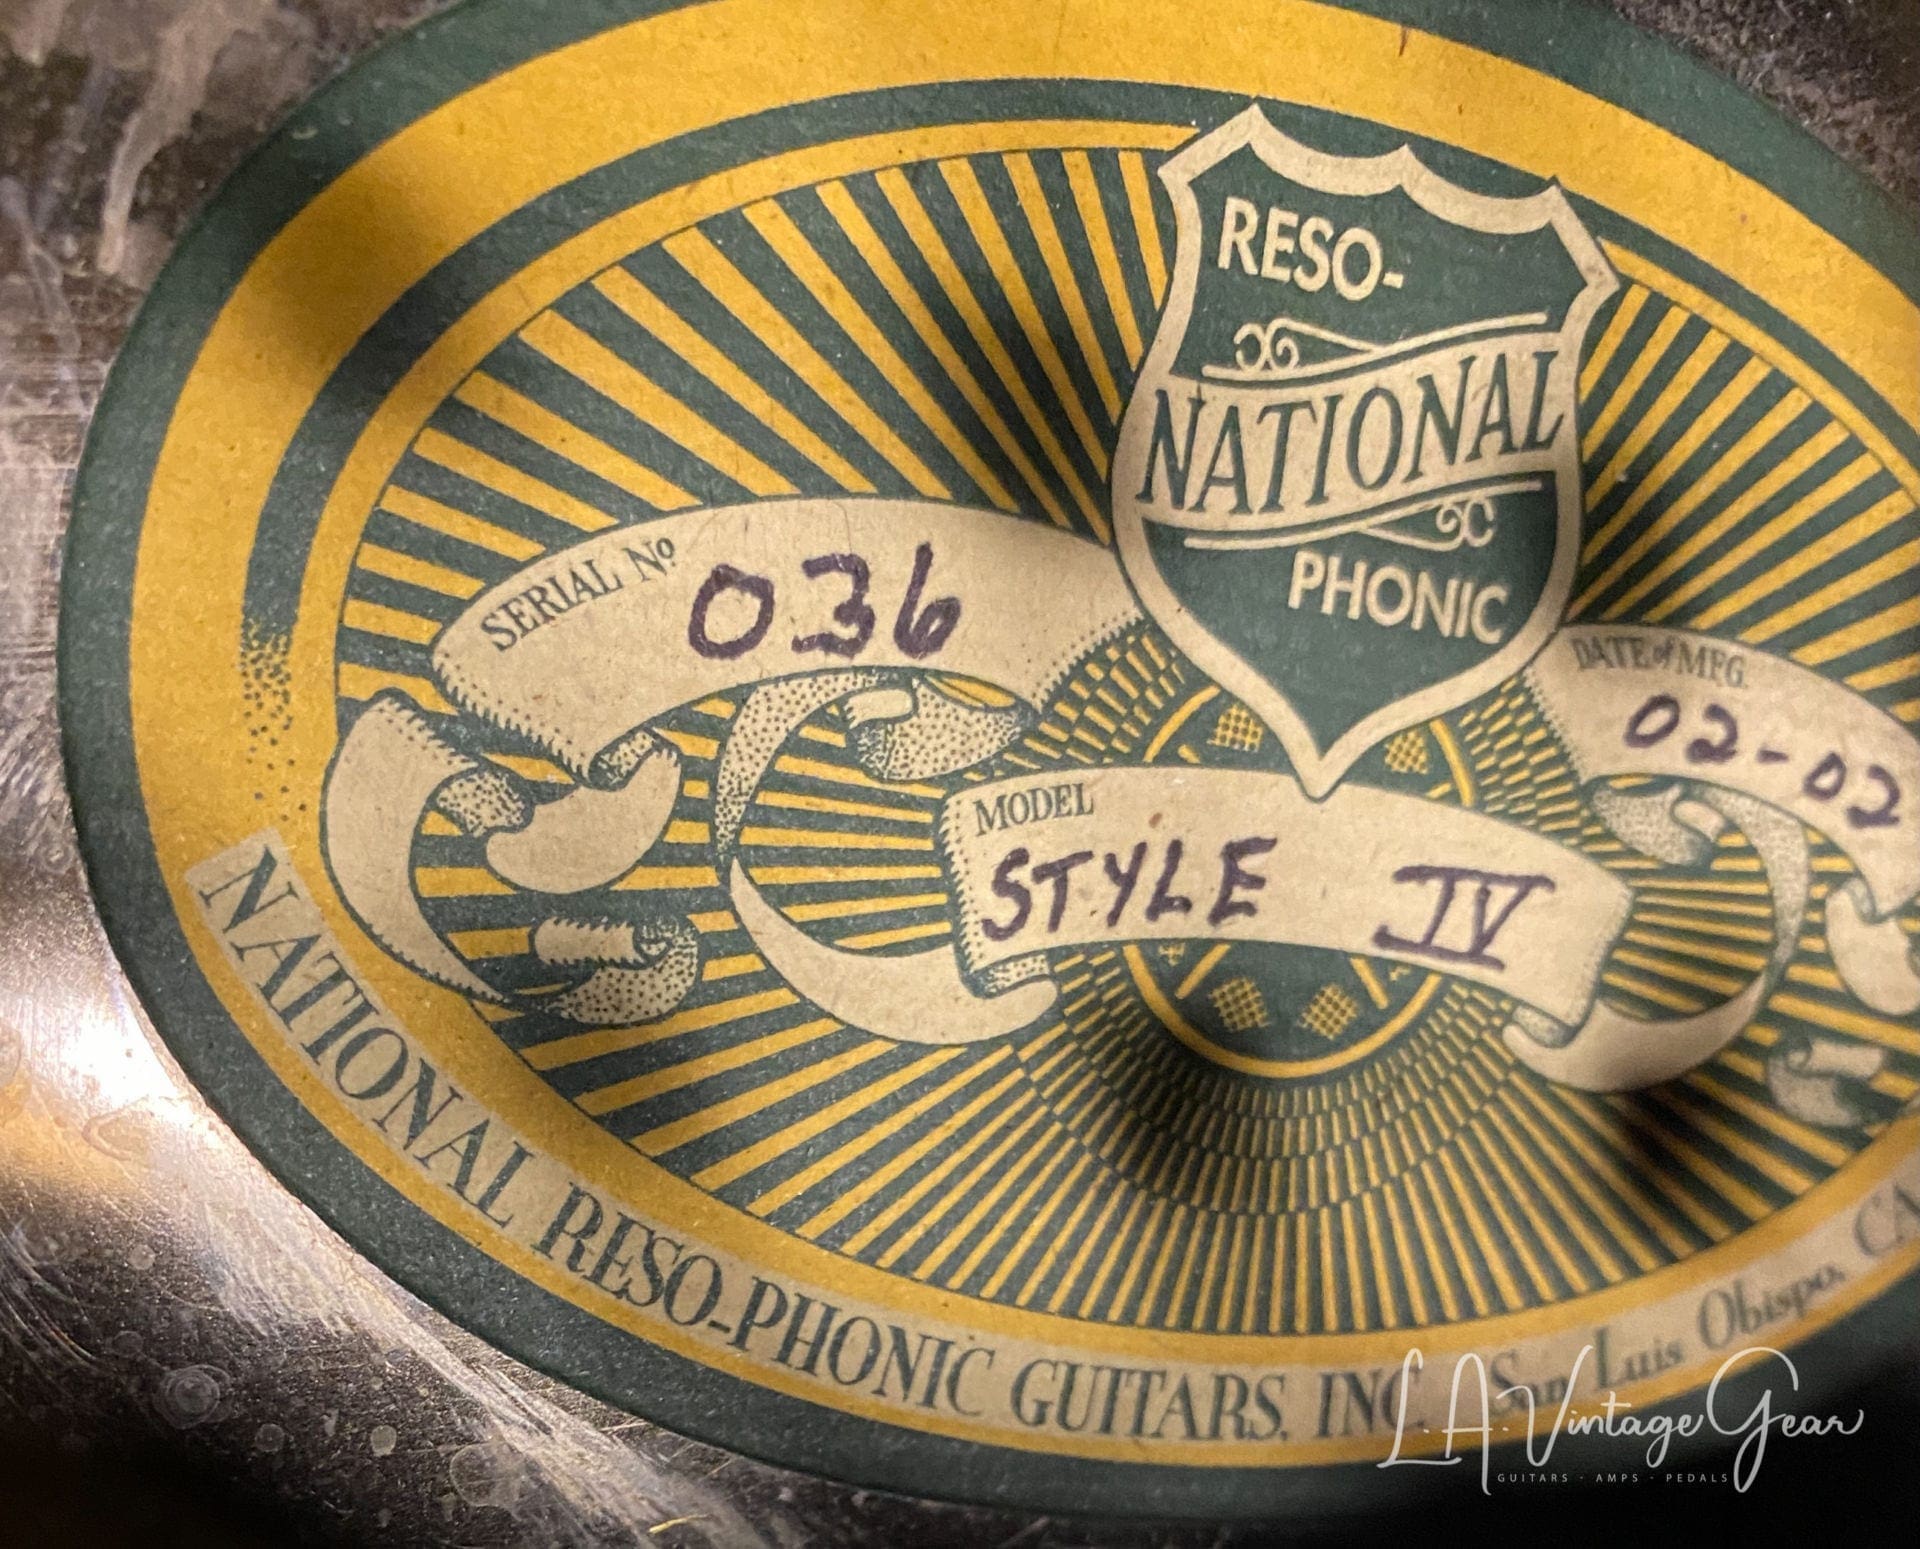 RESO-
NATIONAL
PHONIC
SERIAL Nº
036
DATE of MFG.
02-02
MODEL
STYLE IV
NATIONAL RESO-PHONIC GUITARS, INC. San Luis Obispo, CA
L.A. Vintage Gear
GUITARS - AMPS - PEDALS